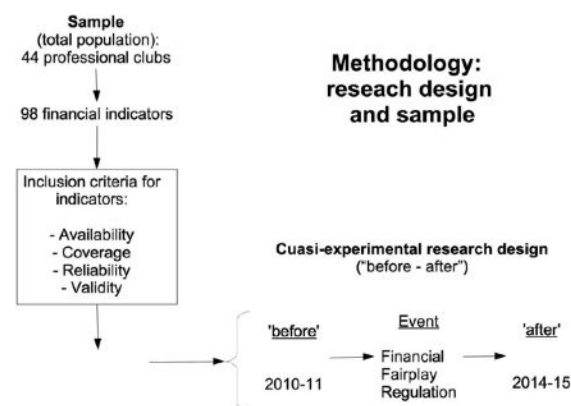 Sample
(total population):
44 professional clubs
98 financial indicators
Inclusion criteria for
indicators:
- Availability
- Coverage
- Reliability
- Validity
Methodology:
reseach design
and sample
Cuasi-experimental research design
("before - after")
'before'
2010-11
Event
Financial
Fairplay
Regulation
'after'
2014-15